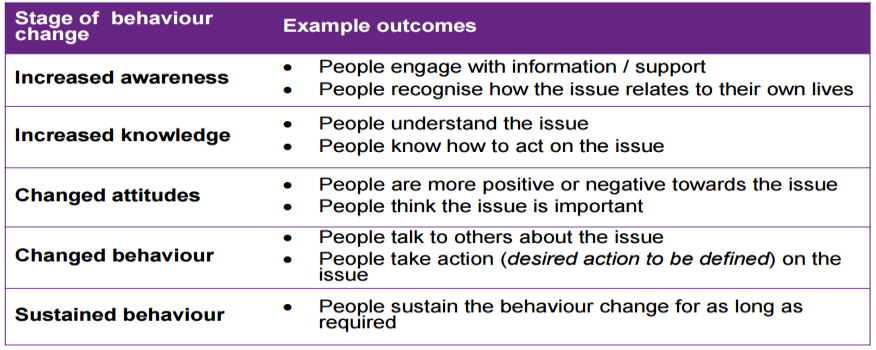 Stage of behaviour
change
Example outcomes
Increased awareness
• People engage with information / support
• People recognise how the issue relates to their own lives
Increased knowledge
• People understand the issue
• People know how to act on the issue
Changed attitudes
• People are more positive or negative towards the issue
• People think the issue is important
Changed behaviour
• People talk to others about the issue
• People take action (desired action to be defined) on the
issue
Sustained behaviour
• People sustain the behaviour change for as long as
required